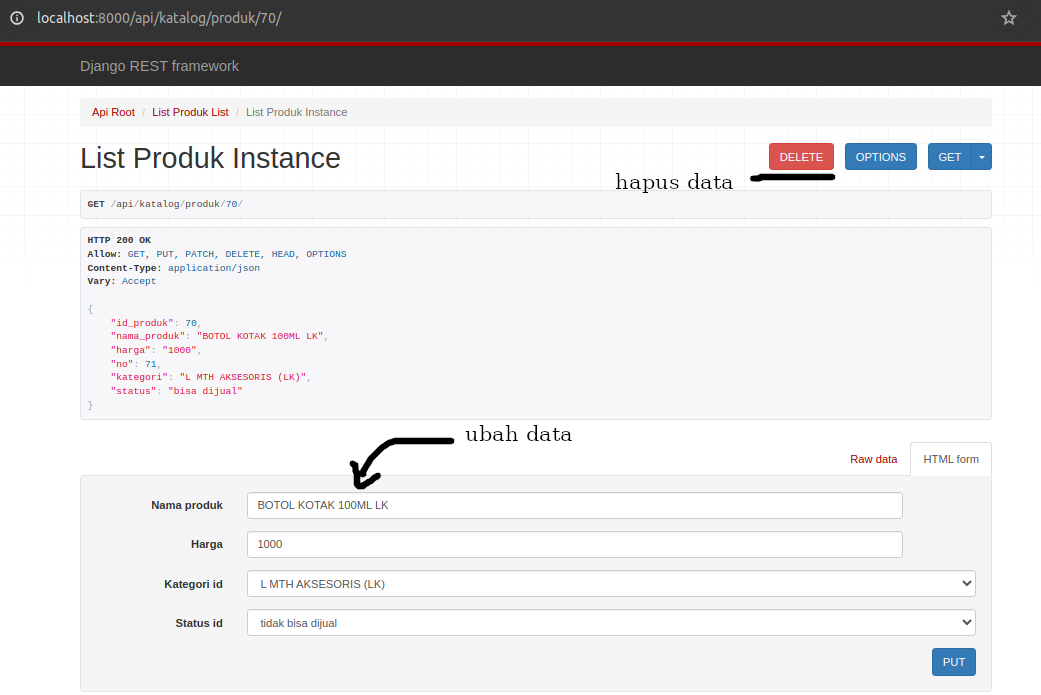 localhost:8000/api/katalog/produk/70/
Django REST framework
Api Root / List Produk List / List Produk Instance
List Produk Instance
DELETE
OPTIONS
GET
hapus data
GET /api/katalog/produk/70/
HTTP 200 OK
Allow: GET, PUT, PATCH, DELETE, HEAD, OPTIONS
Content-Type: application/json
Vary: Accept
{
"id_produk": 70,
"nama_produk": "BOTOL KOTAK 100ML LK",
"harga": "1000",
"no": 71,
"kategori": "L MTH AKSESORIS (LK)",
"status": "bisa dijual"
}
ubah data
Raw data
HTML form
Nama produk
BOTOL KOTAK 100ML LK
Harga
1000
Kategori id
L MTH AKSESORIS (LK)
Status id
tidak bisa dijual
PUT